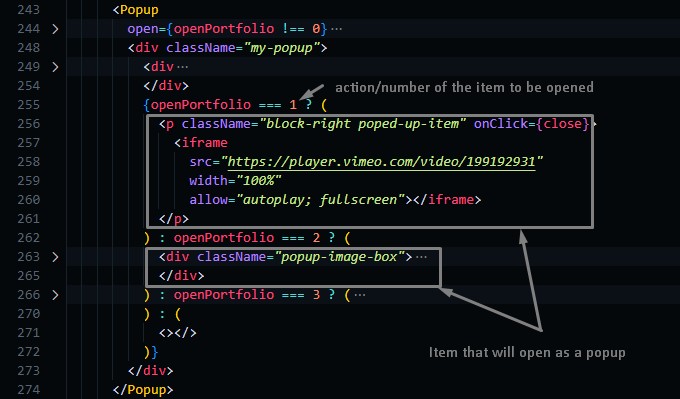 243 <Popup
244 open={openPortfolio !== 0}···
248 <div className="my-popup">
249 <div···
254 </div>
action/number of the item to be opened
255 {openPortfolio === 1 ? (
256 <p className="block-right poped-up-item" onClick={close}>
257 <iframe
258 src="https://player.vimeo.com/video/199192931"
259 width="100%"
260 allow="autoplay; fullscreen"></iframe>
261 </p>
262 ) : openPortfolio === 2 ? (
263 <div className="popup-image-box">···
265 </div>
266 ) : openPortfolio === 3 ? (···
270 ) : (
271 <></>
272 )}
Item that will open as a popup
273 </div>
274 </Popup>